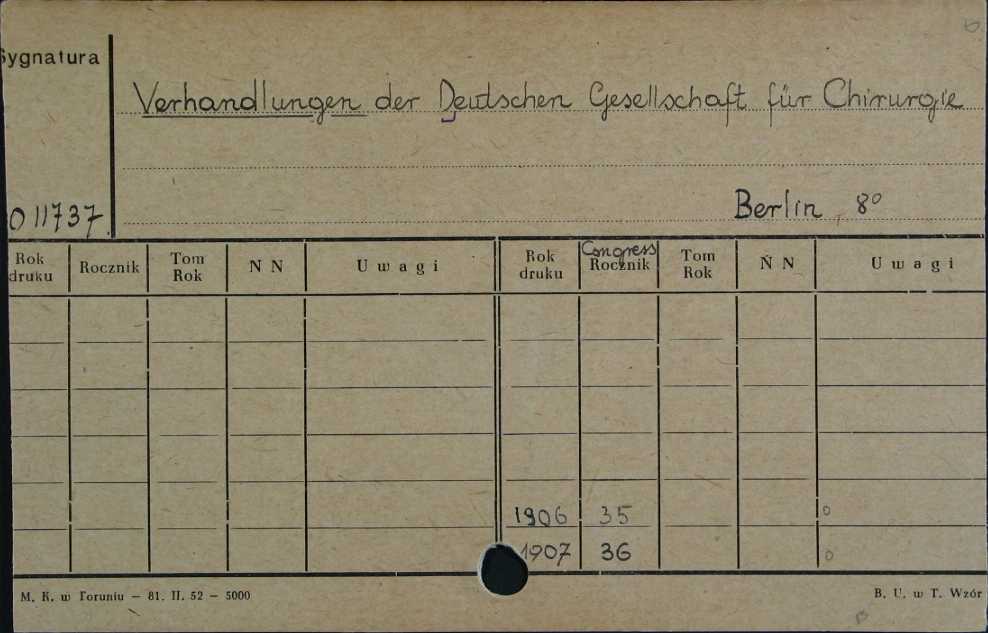 Sygnatura
Verhandlungen der Deutschen Gesellschaft für Chirurgie
Berlin 8°
O 11737
Rok druku Rocznik Tom Rok N N Uwagi Rok druku Congress Rocznik Tom Rok N N Uwagi
1906 35 o
1907 36 o
M. K. w Toruniu — 81. II. 52 — 5000 B. U. w T. Wzór